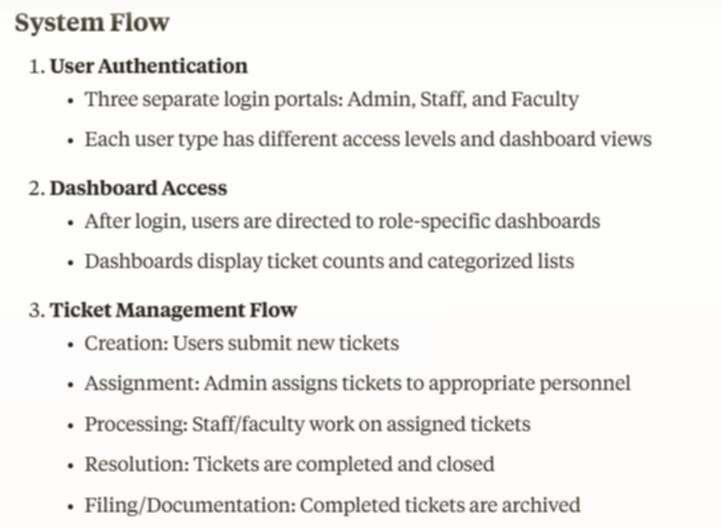 System Flow
1. User Authentication
• Three separate login portals: Admin, Staff, and Faculty
• Each user type has different access levels and dashboard views
2. Dashboard Access
• After login, users are directed to role-specific dashboards
• Dashboards display ticket counts and categorized lists
3. Ticket Management Flow
• Creation: Users submit new tickets
• Assignment: Admin assigns tickets to appropriate personnel
• Processing: Staff/faculty work on assigned tickets
• Resolution: Tickets are completed and closed
• Filing/Documentation: Completed tickets are archived